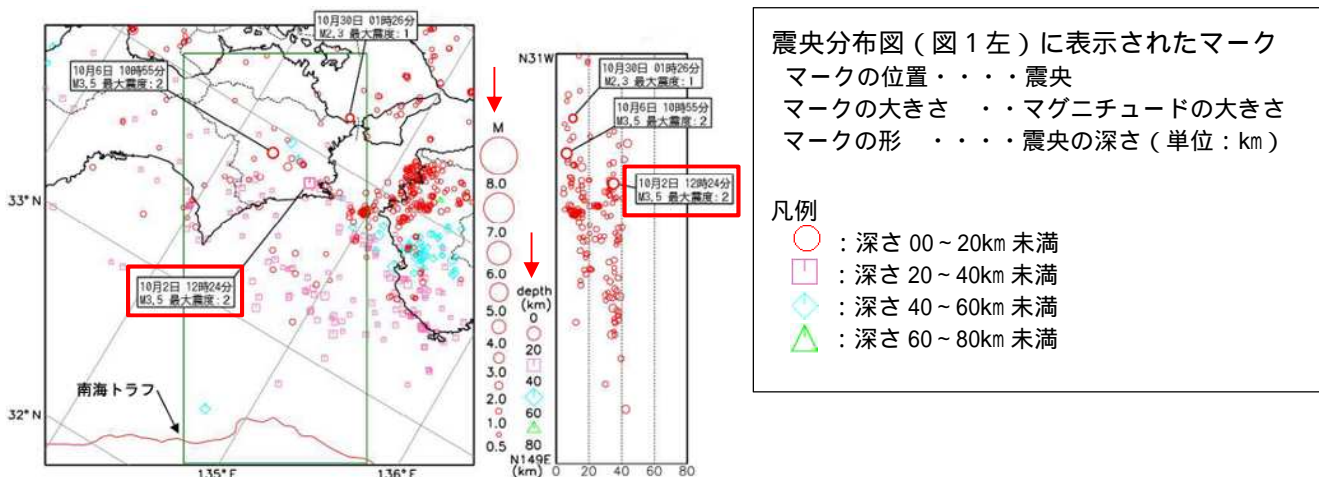 10月30日 01時26分
M2.3 最大震度:1
10月6日 10時55分
M3.5 最大震度:2
10月2日 12時24分
M3.5 最大震度:2
南海トラフ
33°N
32°N
135°E
136°E
M
8.0
7.0
6.0
5.0
4.0
3.0
2.0
1.0
0.5
depth
(km)
0
20
40
60
80
N31W
10月30日 01時26分
M2.3 最大震度:1
10月6日 10時55分
M3.5 最大震度:2
10月2日 12時24分
M3.5 最大震度:2
N149E
(km)
0 20 40 60 80
震央分布図(図1左)に表示されたマーク
マークの位置・・・・震央
マークの大きさ ・・マグニチュードの大きさ
マークの形 ・・・・震央の深さ(単位:km)
凡例
:深さ 00~20km 未満
:深さ 20~40km 未満
:深さ 40~60km 未満
:深さ 60~80km 未満